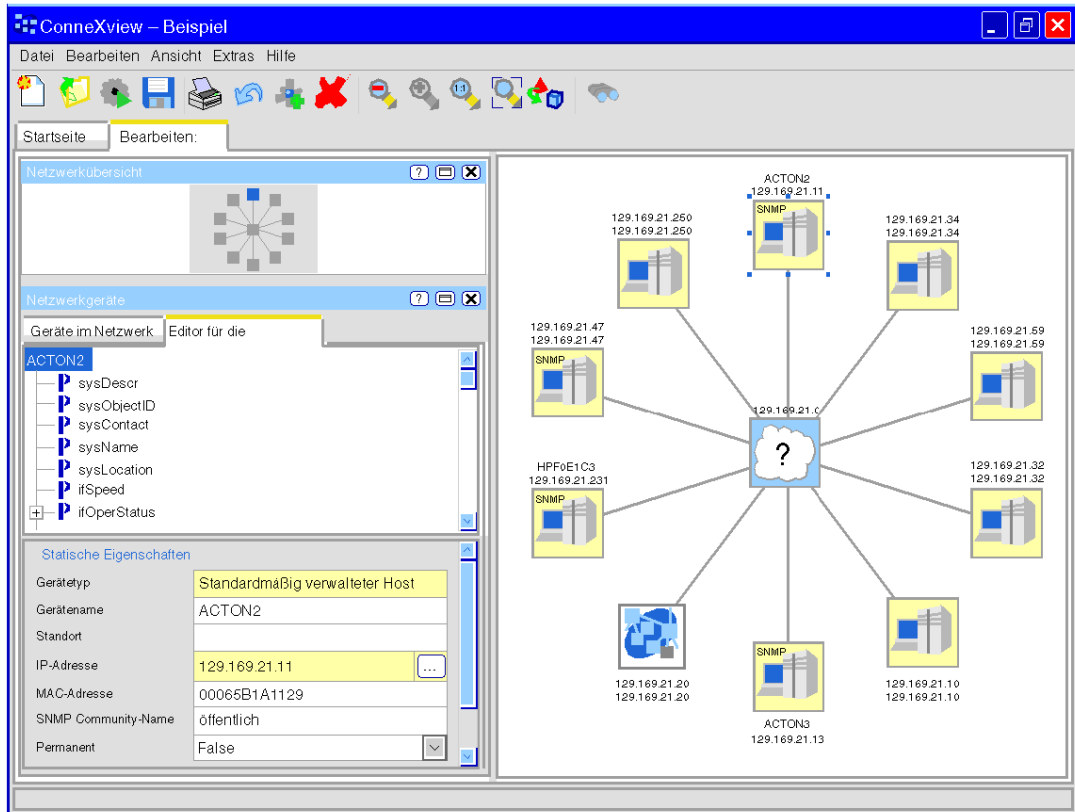 ConneXview – Beispiel
Datei Bearbeiten Ansicht Extras Hilfe
1:1
Startseite Bearbeiten:
Netzwerkübersicht
?
Netzwerkgeräte
?
Geräte im Netzwerk Editor für die
ACTON2
sysDescr
sysObjectID
sysContact
sysName
sysLocation
ifSpeed
ifOperStatus
Statische Eigenschaften
Gerätetyp Standardmäßig verwalteter Host
Gerätename ACTON2
Standort
IP-Adresse 129.169.21.11 ...
MAC-Adresse 00065B1A1129
SNMP Community-Name öffentlich
Permanent False
ACTON2
129.169.21.11
SNMP
129.169.21.250
129.169.21.250
129.169.21.34
129.169.21.34
129.169.21.47
129.169.21.47
SNMP
129.169.21.59
129.169.21.59
129.169.21.0
?
HPF0E1C3
129.169.21.231
SNMP
129.169.21.32
129.169.21.32
129.169.21.20
129.169.21.20
SNMP
ACTON3
129.169.21.13
129.169.21.10
129.169.21.10